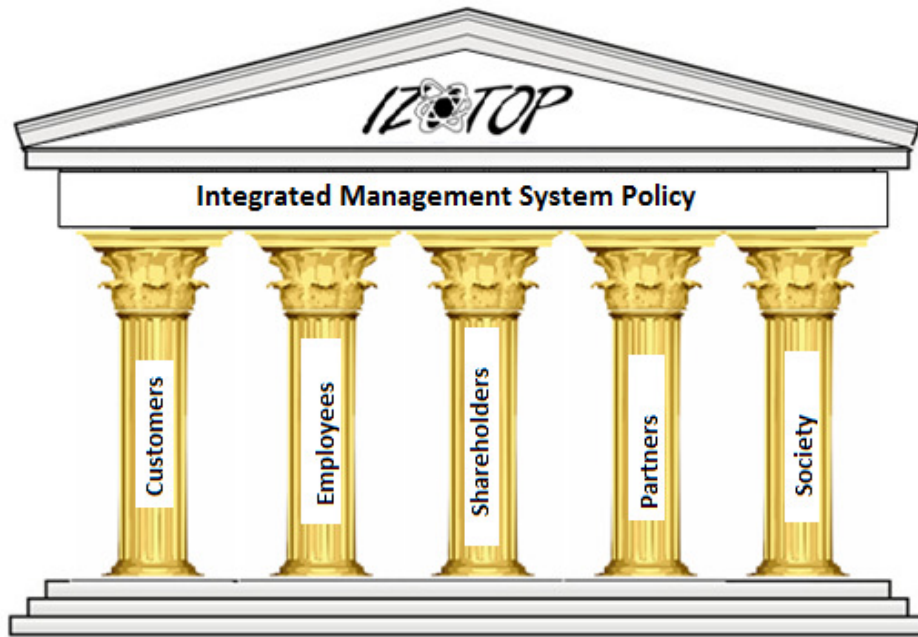 IZOTOP
Integrated Management System Policy
Customers
Employees
Shareholders
Partners
Society